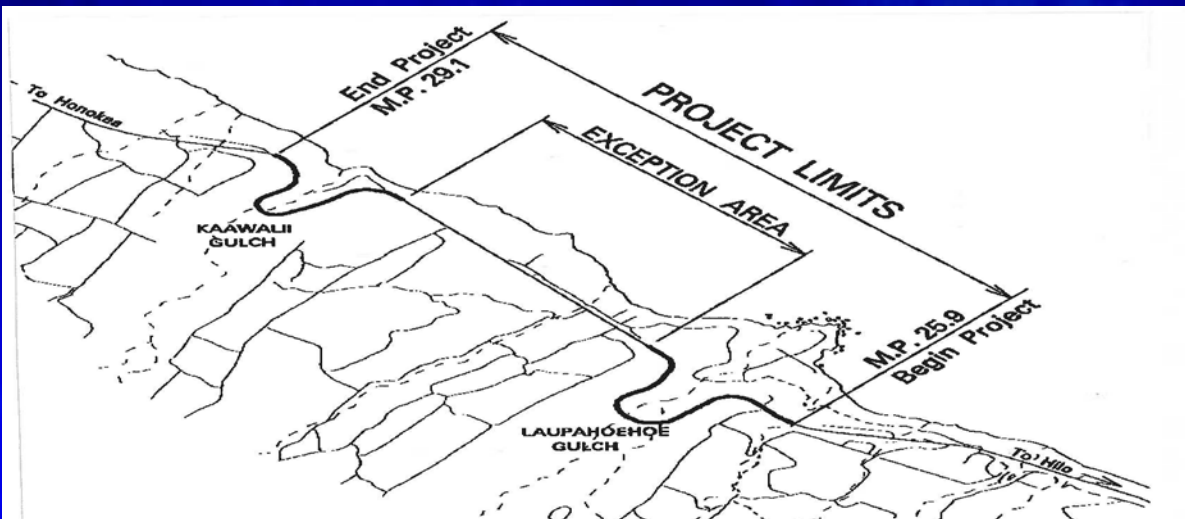 End Project
M.P. 29.1
To Honokaa
PROJECT LIMITS
EXCEPTION AREA
KAAWALII
GULCH
M.P. 25.9
Begin Project
LAUPAHOEHOE
GULCH
To Hilo